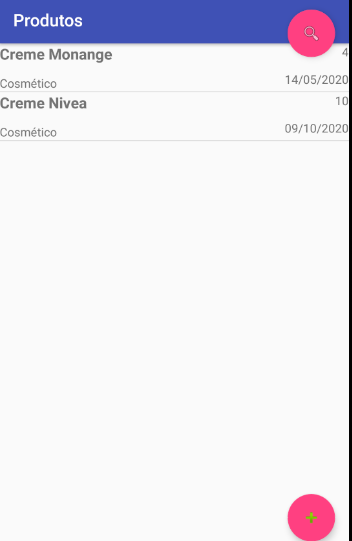 Produtos
Creme Monange 4
Cosmético 14/05/2020
Creme Nivea 10
Cosmético 09/10/2020